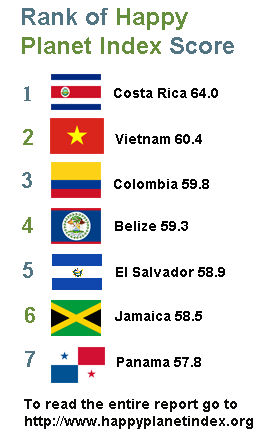 Rank of Happy
Planet Index Score
1 Costa Rica 64.0
2 Vietnam 60.4
3 Colombia 59.8
4 Belize 59.3
5 El Salvador 58.9
6 Jamaica 58.5
7 Panama 57.8
To read the entire report go to
http://www.happyplanetindex.org